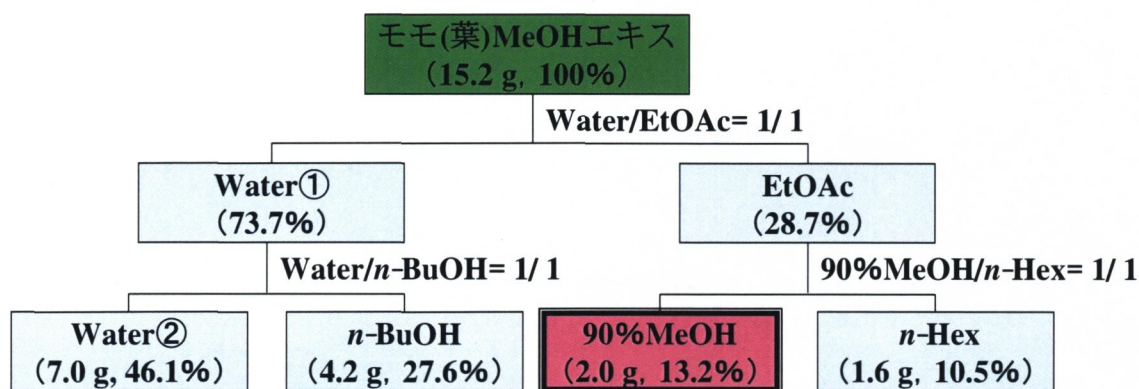 モモ(葉)MeOHエキス
(15.2 g, 100%)
Water/EtOAc= 1/ 1
Water①
(73.7%)
EtOAc
(28.7%)
Water/n-BuOH= 1/ 1
90%MeOH/n-Hex= 1/ 1
Water②
(7.0 g, 46.1%)
n-BuOH
(4.2 g, 27.6%)
90%MeOH
(2.0 g, 13.2%)
n-Hex
(1.6 g, 10.5%)